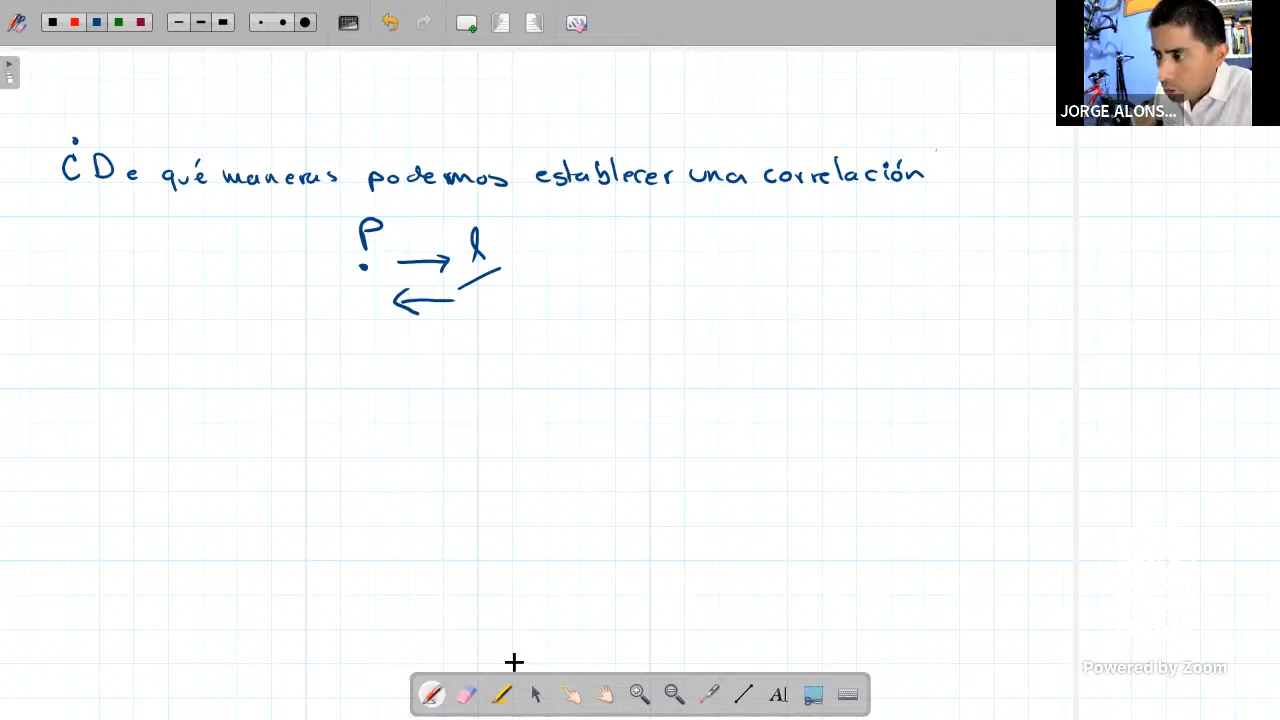 JORGE ALONS...
¿De qué maneras podemos establecer una correlación
P → l
←
Powered by Zoom